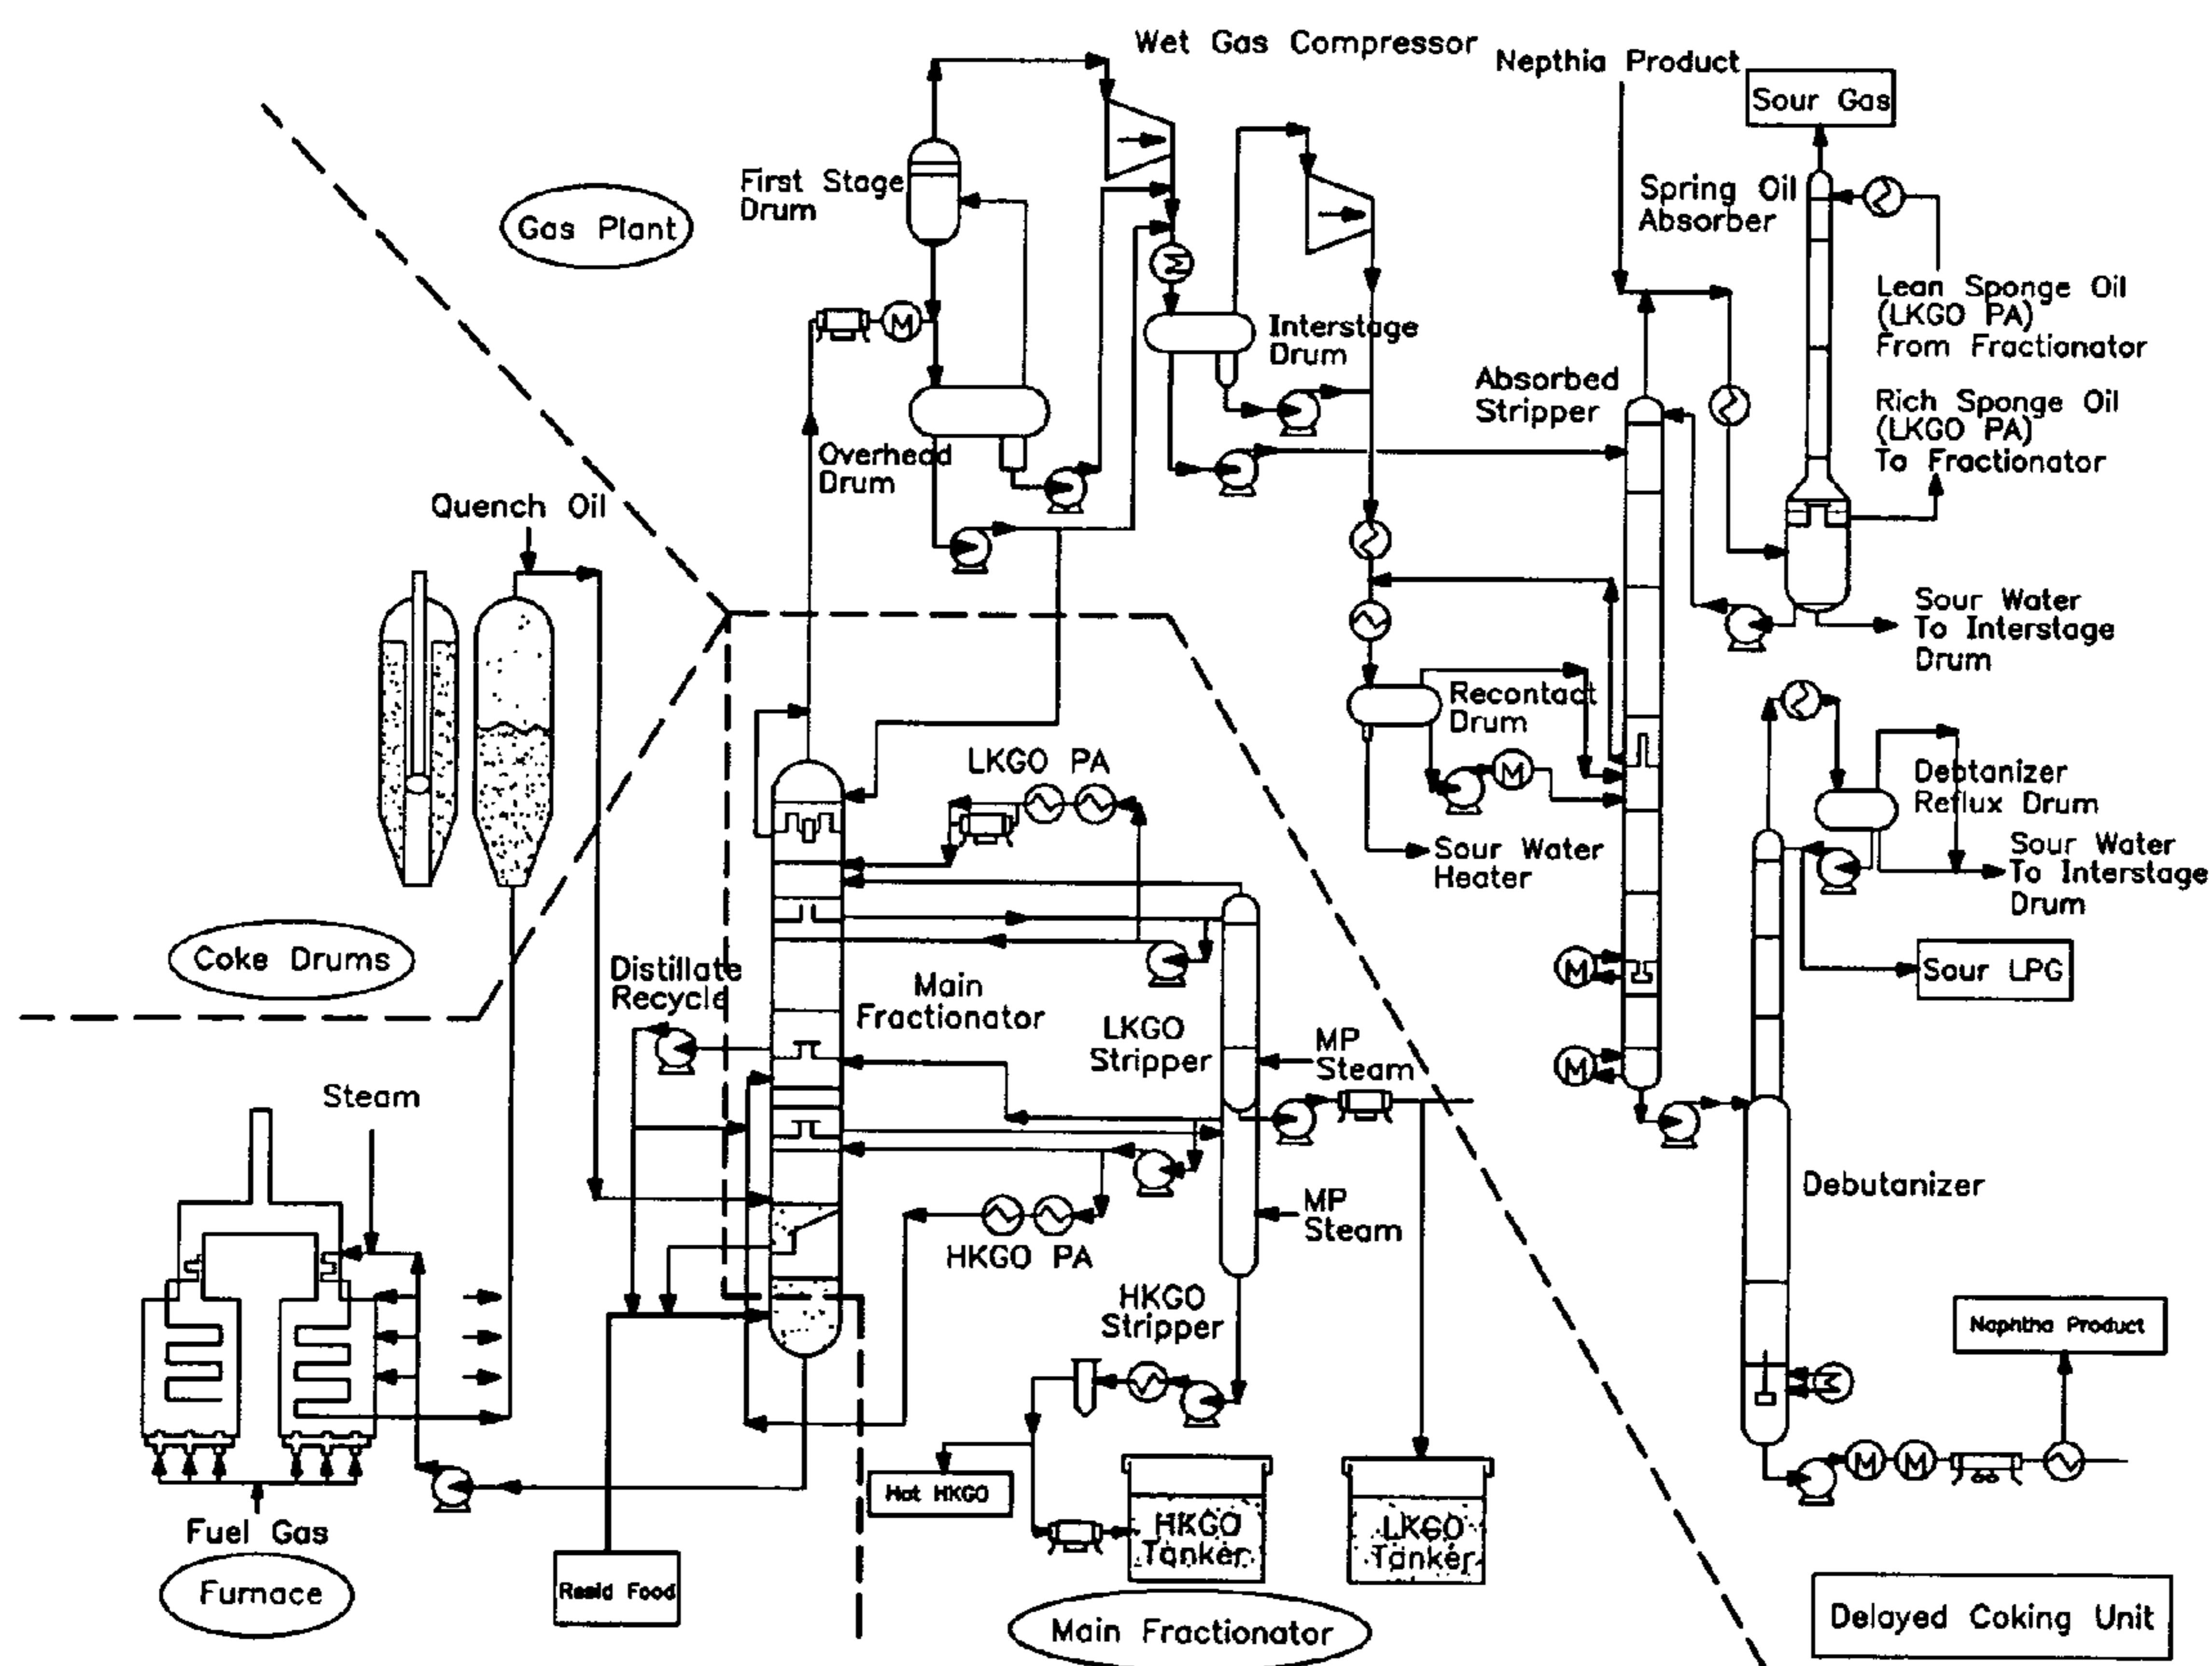 Wet Gas Compressor
Nepthia Product
Sour Gas
First Stage
Drum
Gas Plant
Spring Oil
Absorber
M
Lean Sponge Oil
(LKGO PA)
From Fractionator
Interstage
Drum
M
Absorbed
Stripper
Rich Sponge Oil
(LKGO PA)
To Fractionator
Overhead
Drum
Quench Oil
Sour Water
To Interstage
Drum
Recontact
Drum
LKGO PA
M
Debtanizer
Reflux Drum
Sour Water
Heater
Sour Water
To Interstage
Drum
Coke Drums
Distillate
Recycle
Main
Fractionator
M
Sour LPG
LKGO
Stripper
MP
Steam
M
Steam
Debutanizer
MP
Steam
HKGO PA
HKGO
Stripper
Naphtha Product
M
M
M
Hot HKGO
HKGO
Tanker
LKGO
Tanker
Fuel Gas
Furnace
Resid Food
Main Fractionator
Delayed Coking Unit